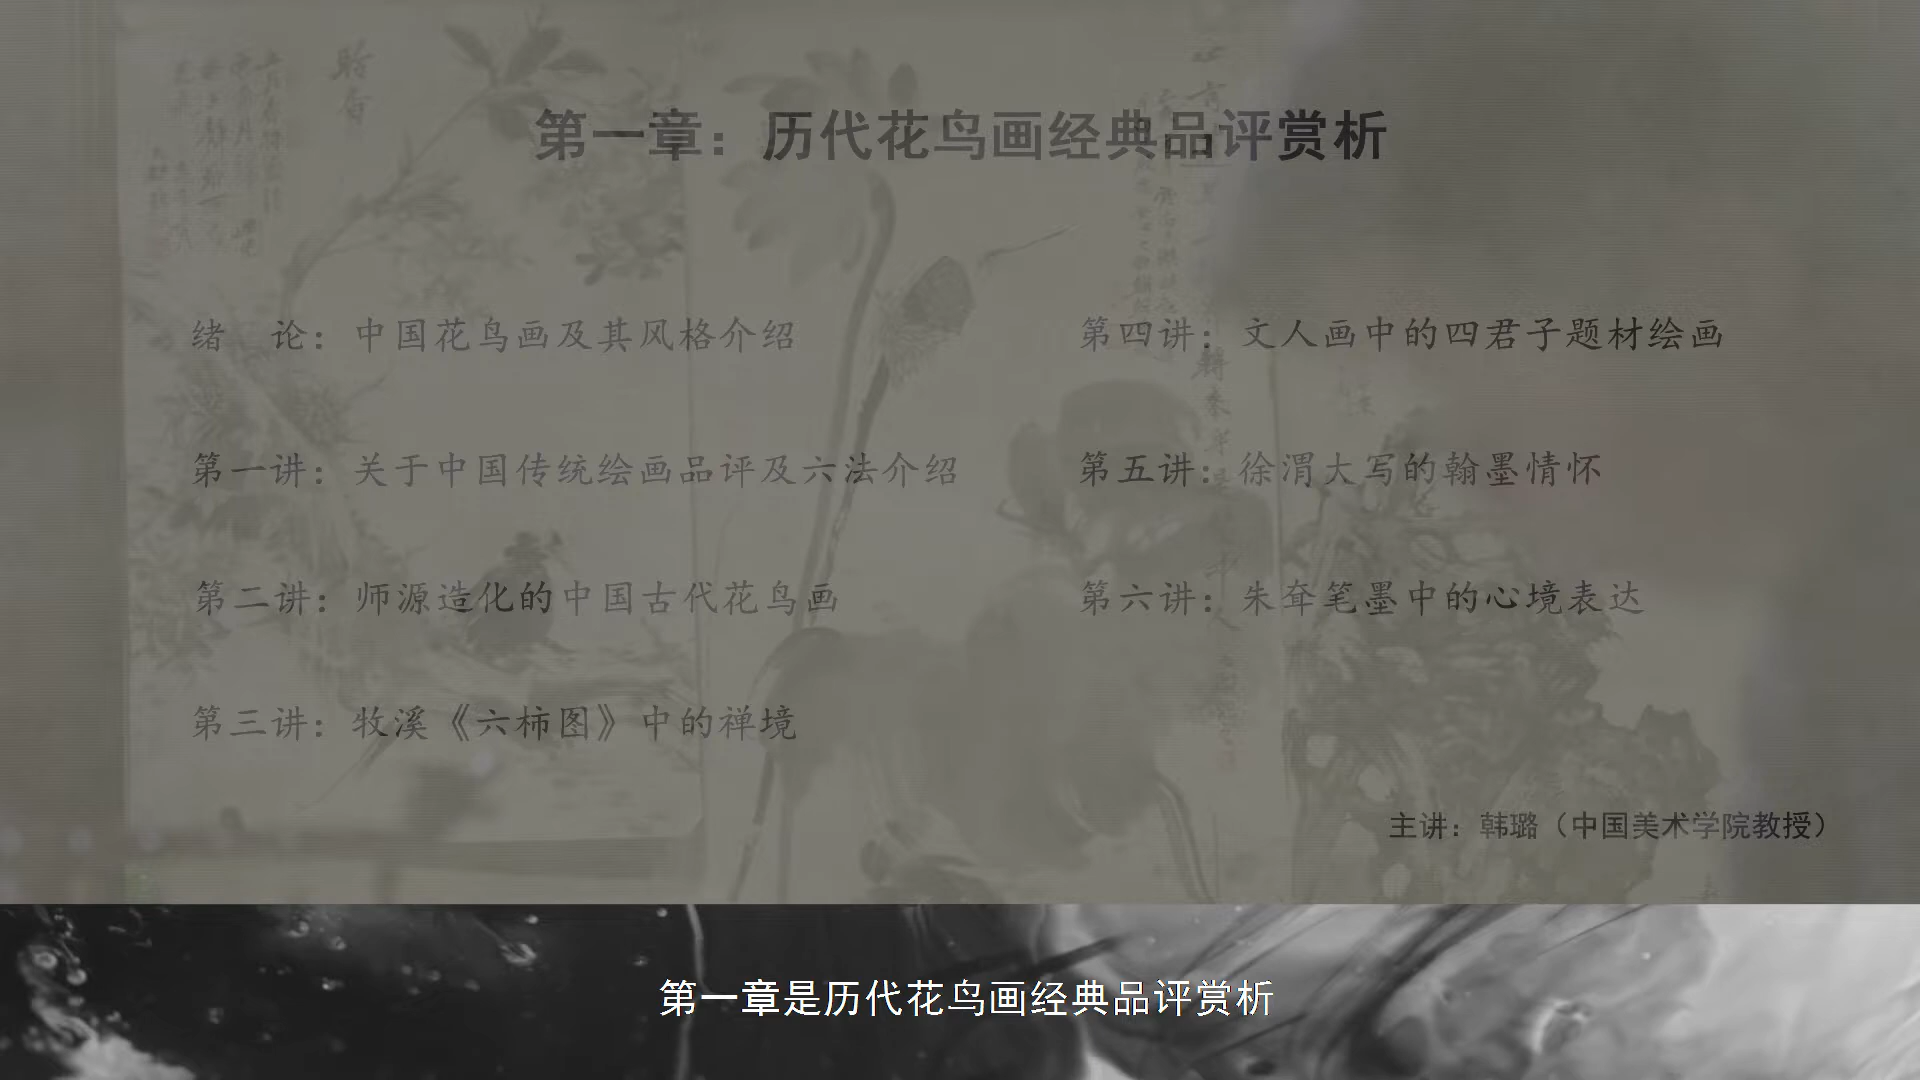 第一章：历代花鸟画经典品评赏析
绪　论：中国花鸟画及其风格介绍
第一讲：关于中国传统绘画品评及六法介绍
第二讲：师源造化的中国古代花鸟画
第三讲：牧溪《六柿图》中的禅境
第四讲：文人画中的四君子题材绘画
第五讲：徐渭大写的翰墨情怀
第六讲：朱耷笔墨中的心境表达
主讲：韩璐（中国美术学院教授）
第一章是历代花鸟画经典品评赏析